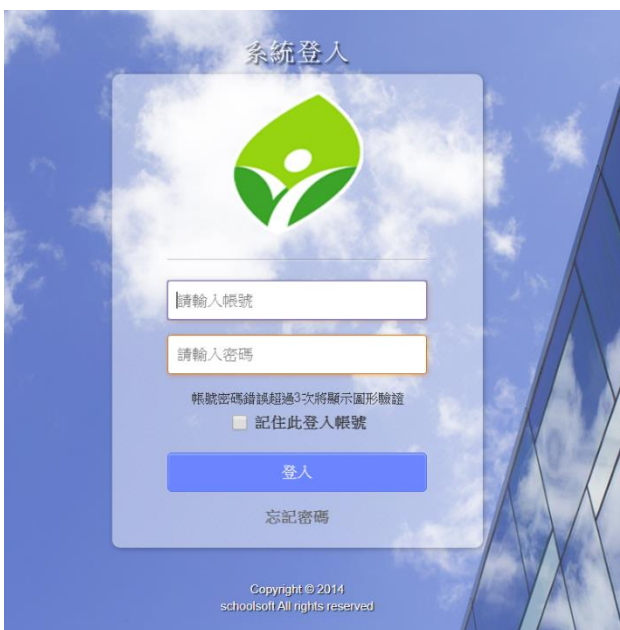 系統登入
請輸入帳號
請輸入密碼
帳號密碼錯誤超過3次將顯示圖形驗證
記住此登入帳號
登入
忘記密碼
Copyright © 2014
schoolsoft All rights reserved